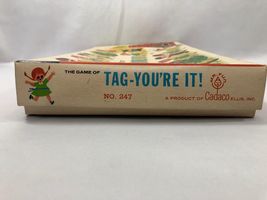 THE GAME OF TAG-YOU'RE IT!
NO. 247
A PRODUCT OF Cadaco ELLIS, INC.